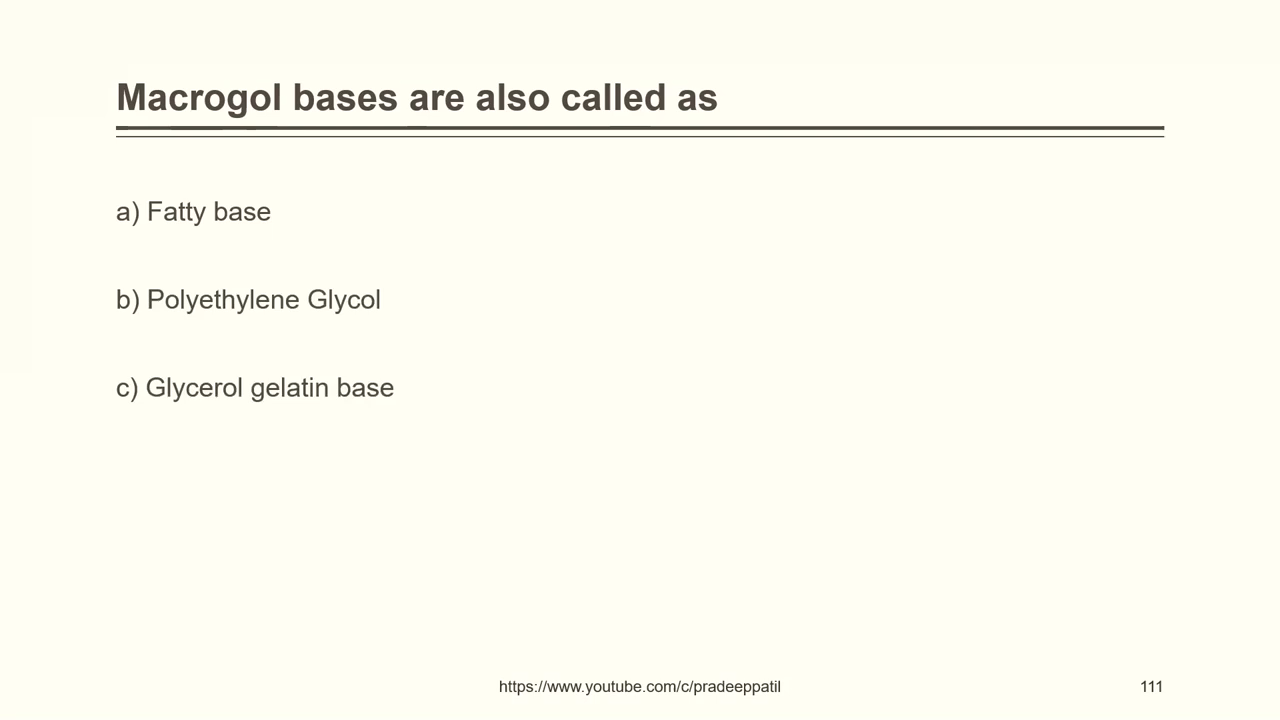 Macrogol bases are also called as
a) Fatty base
b) Polyethylene Glycol
c) Glycerol gelatin base
https://www.youtube.com/c/pradeeppatil
111